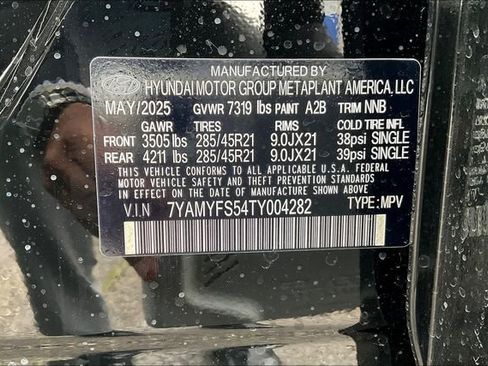 MANUFACTURED BY
HYUNDAI MOTOR GROUP METAPLANT AMERICA, LLC
MAY/2025 GVWR 7319 lbs PAINT A2B TRIM NNB
GAWR TIRES RIMS COLD TIRE INFL
FRONT 3505 lbs 285/45R21 9.0JX21 38psi SINGLE
REAR 4211 lbs 285/45R21 9.0JX21 39psi SINGLE
THIS VEHICLE CONFORMS TO ALL APPLICABLE U.S.A. FEDERAL
MOTOR VEHICLE SAFETY, BUMPER, AND THEFT PREVENTION STANDARDS
IN EFFECT ON THE DATE OF MANUFACTURE SHOWN ABOVE.
V.I.N 7YAMYFS54TY004282 TYPE: MPV